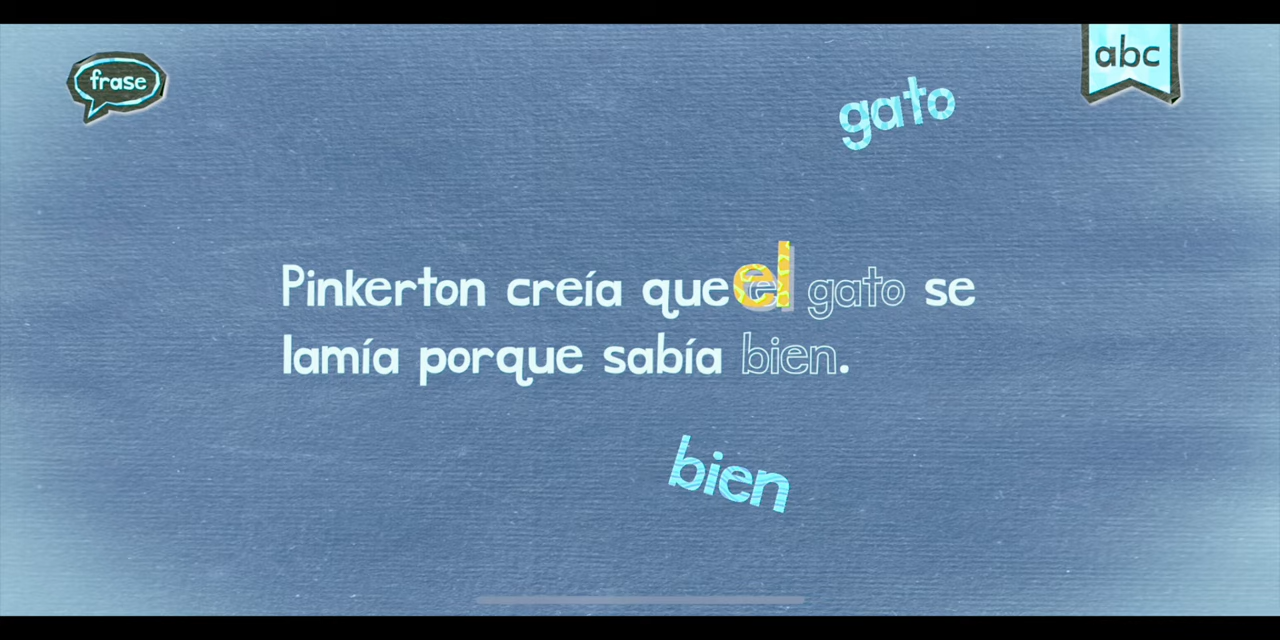 frase
abc
gato
Pinkerton creía que el gato se
lamía porque sabía bien.
bien